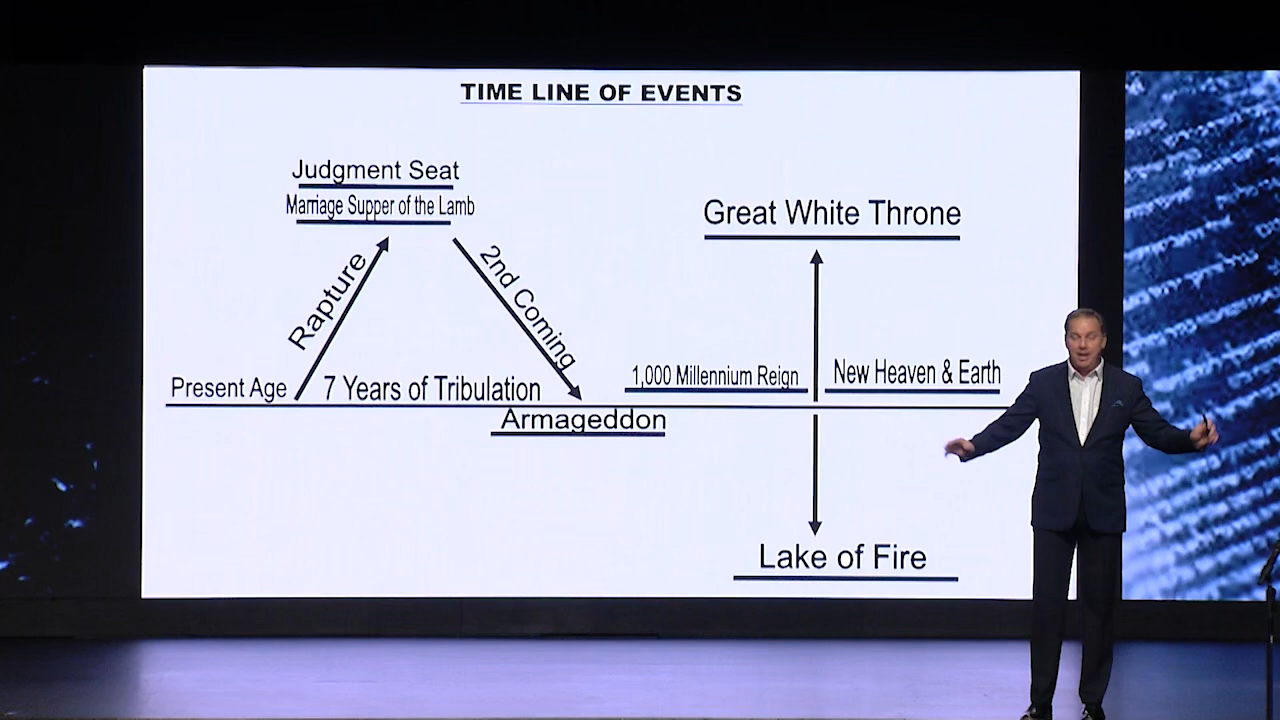 TIME LINE OF EVENTS
Judgment Seat
Marriage Supper of the Lamb
Great White Throne
Rapture
2nd Coming
Present Age
7 Years of Tribulation
1,000 Millennium Reign
New Heaven & Earth
Armageddon
Lake of Fire